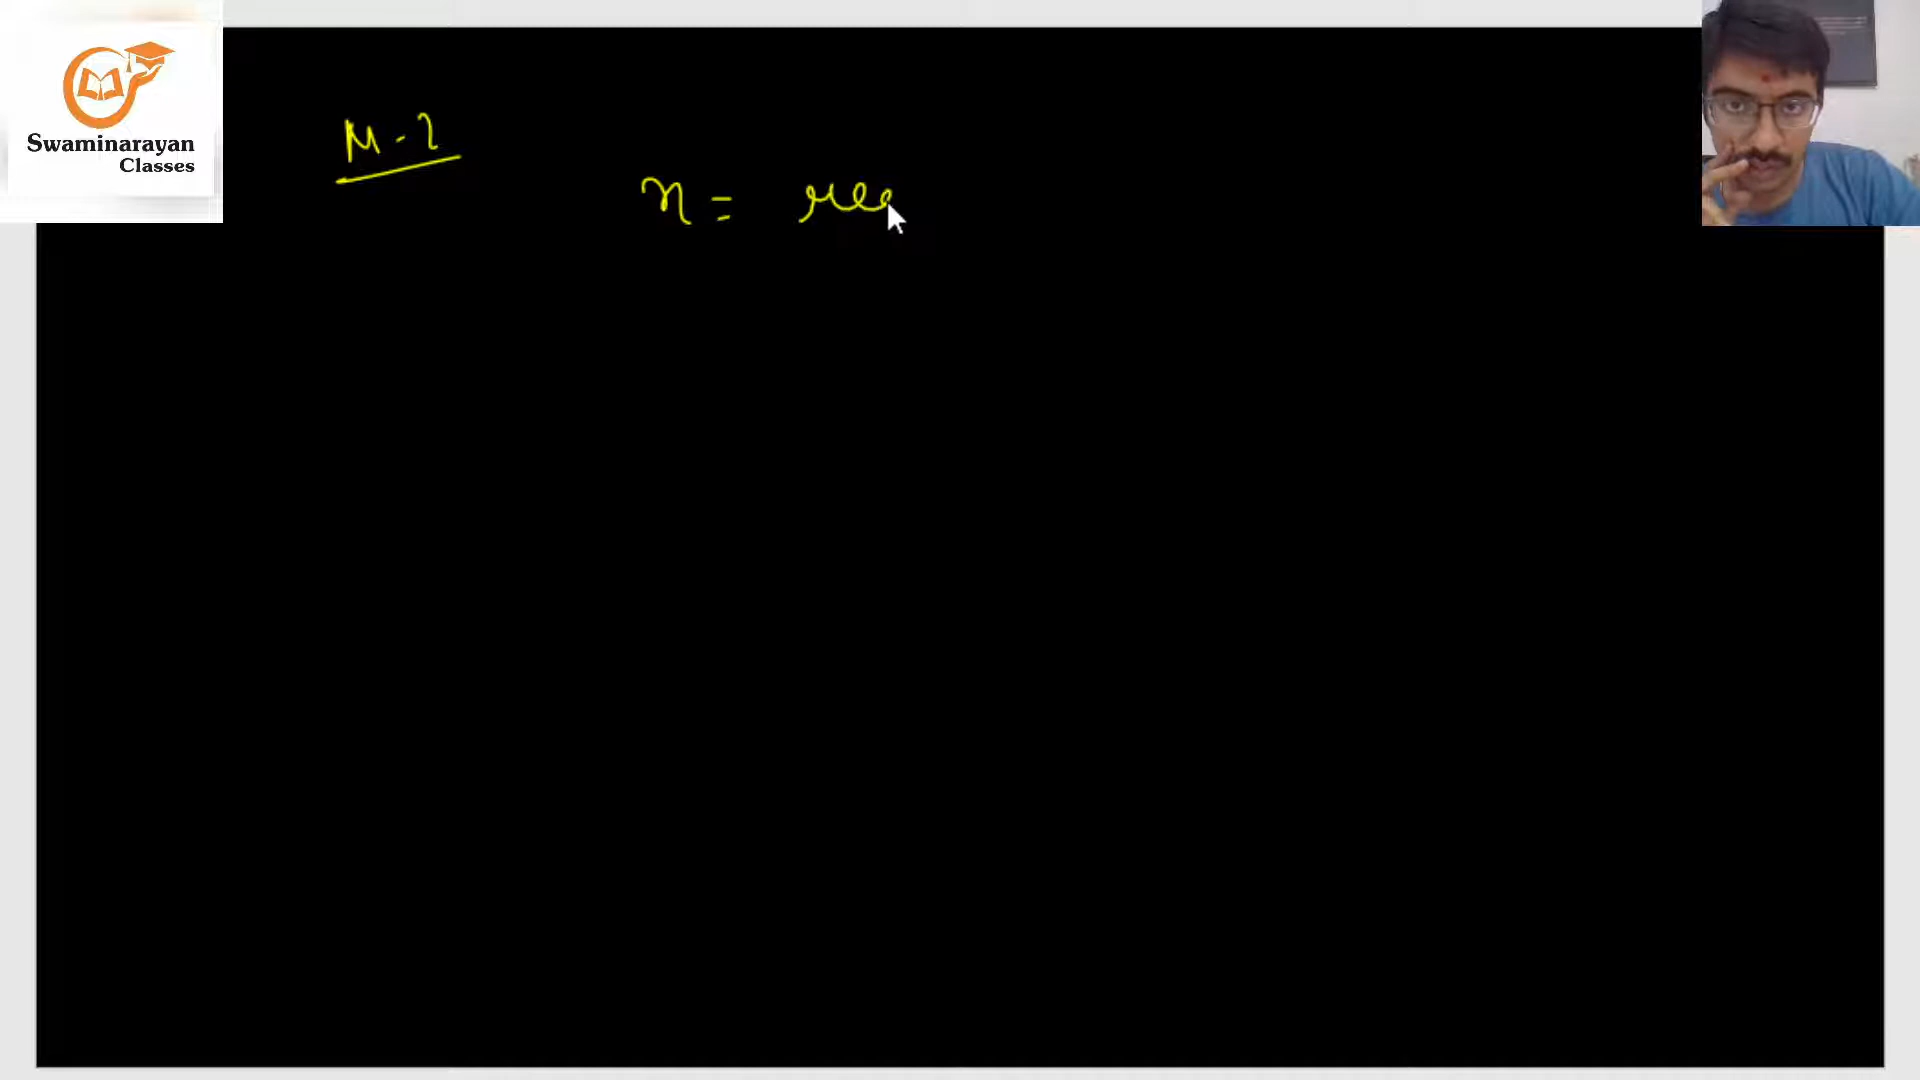 Swaminarayan
Classes
M-2
n =